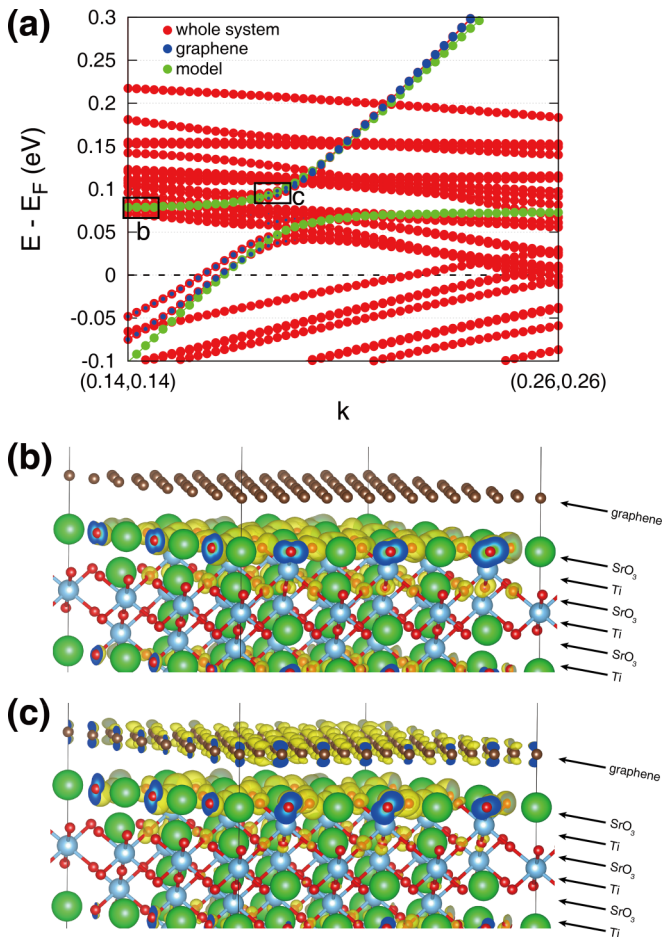 (a)
whole system
graphene
model
0.3
0.25
0.2
0.15
0.1
0.05
0
-0.05
-0.1
E - E_F (eV)
b
c
(0.14,0.14)
(0.26,0.26)
k
(b)
graphene
SrO₃
Ti
SrO₃
Ti
SrO₃
Ti
(c)
graphene
SrO₃
Ti
SrO₃
Ti
SrO₃
Ti